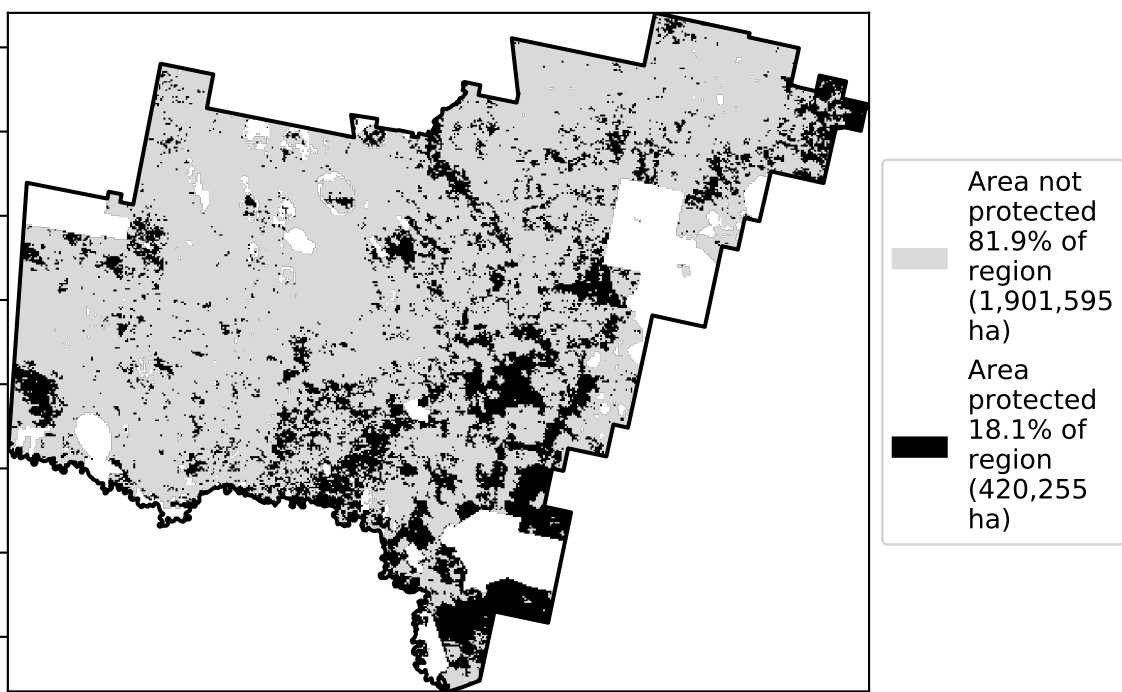 Area not
protected
81.9% of
region
(1,901,595
ha)
Area
protected
18.1% of
region
(420,255
ha)